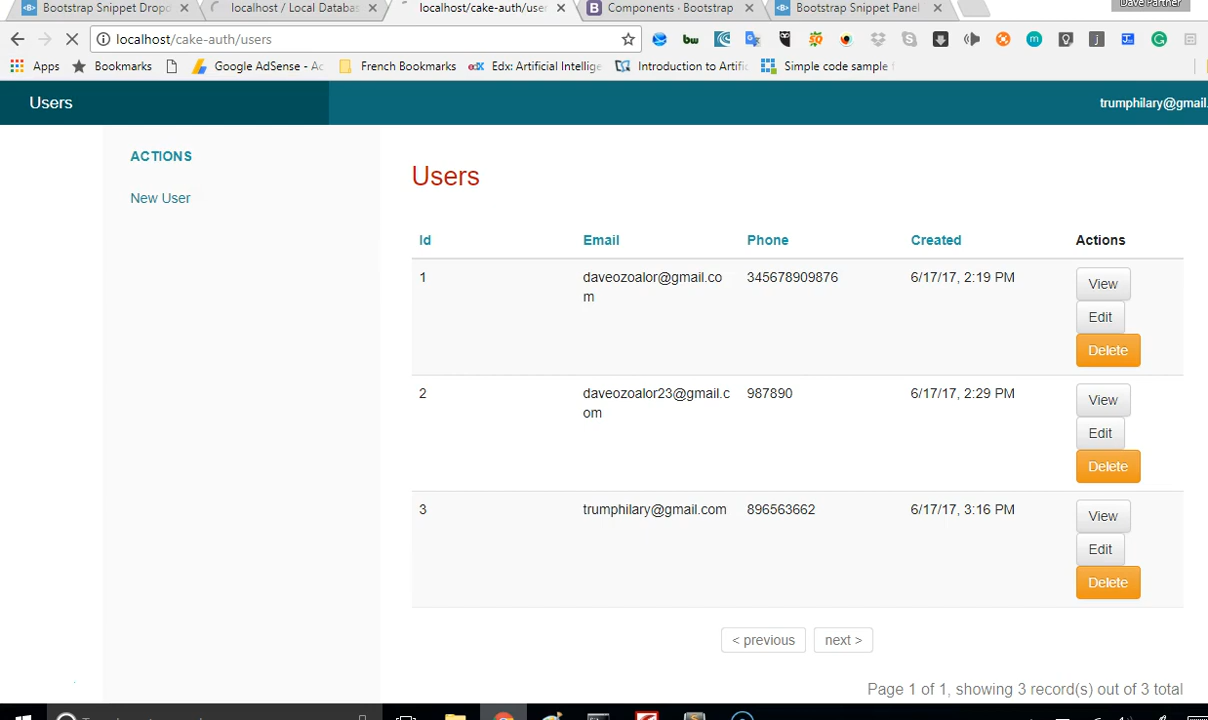 Bootstrap Snippet Dropd
localhost / Local Databas
localhost/cake-auth/use
Components · Bootstrap
Bootstrap Snippet Panel
Dave Partner
localhost/cake-auth/users
Apps
Bookmarks
Google AdSense - Ac
French Bookmarks
edX
Edx: Artificial Intellige
Introduction to Artific
Simple code sample
Users
trumphilary@gmail.
ACTIONS
New User
Users
Id Email Phone Created Actions
1 daveozoalor@gmail.co 345678909876 6/17/17, 2:19 PM View
m
Edit
Delete
2 daveozoalor23@gmail.c 987890 6/17/17, 2:29 PM View
om
Edit
Delete
3 trumphilary@gmail.com 896563662 6/17/17, 3:16 PM View
Edit
Delete
< previous next >
Page 1 of 1, showing 3 record(s) out of 3 total